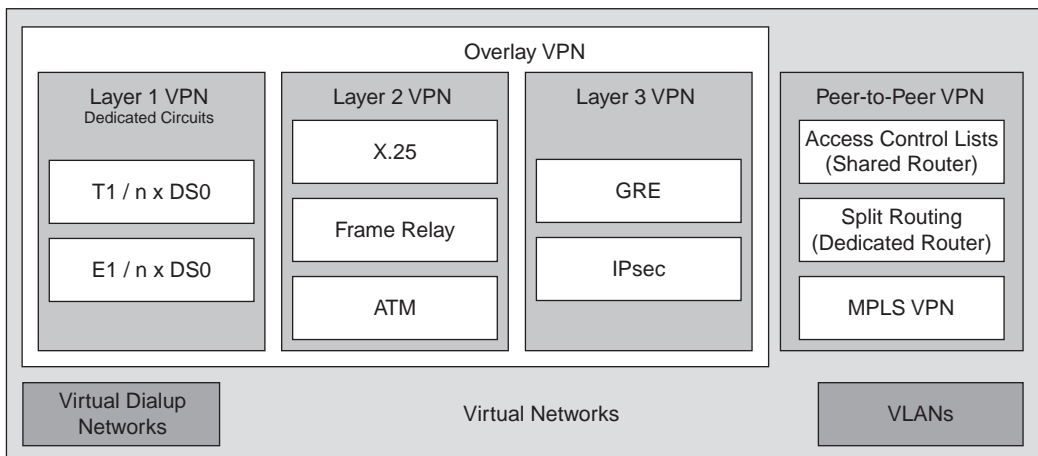 Overlay VPN
Layer 1 VPN
Dedicated Circuits
T1 / n x DS0
E1 / n x DS0
Layer 2 VPN
X.25
Frame Relay
ATM
Layer 3 VPN
GRE
IPsec
Peer-to-Peer VPN
Access Control Lists
(Shared Router)
Split Routing
(Dedicated Router)
MPLS VPN
Virtual Dialup
Networks
Virtual Networks
VLANs